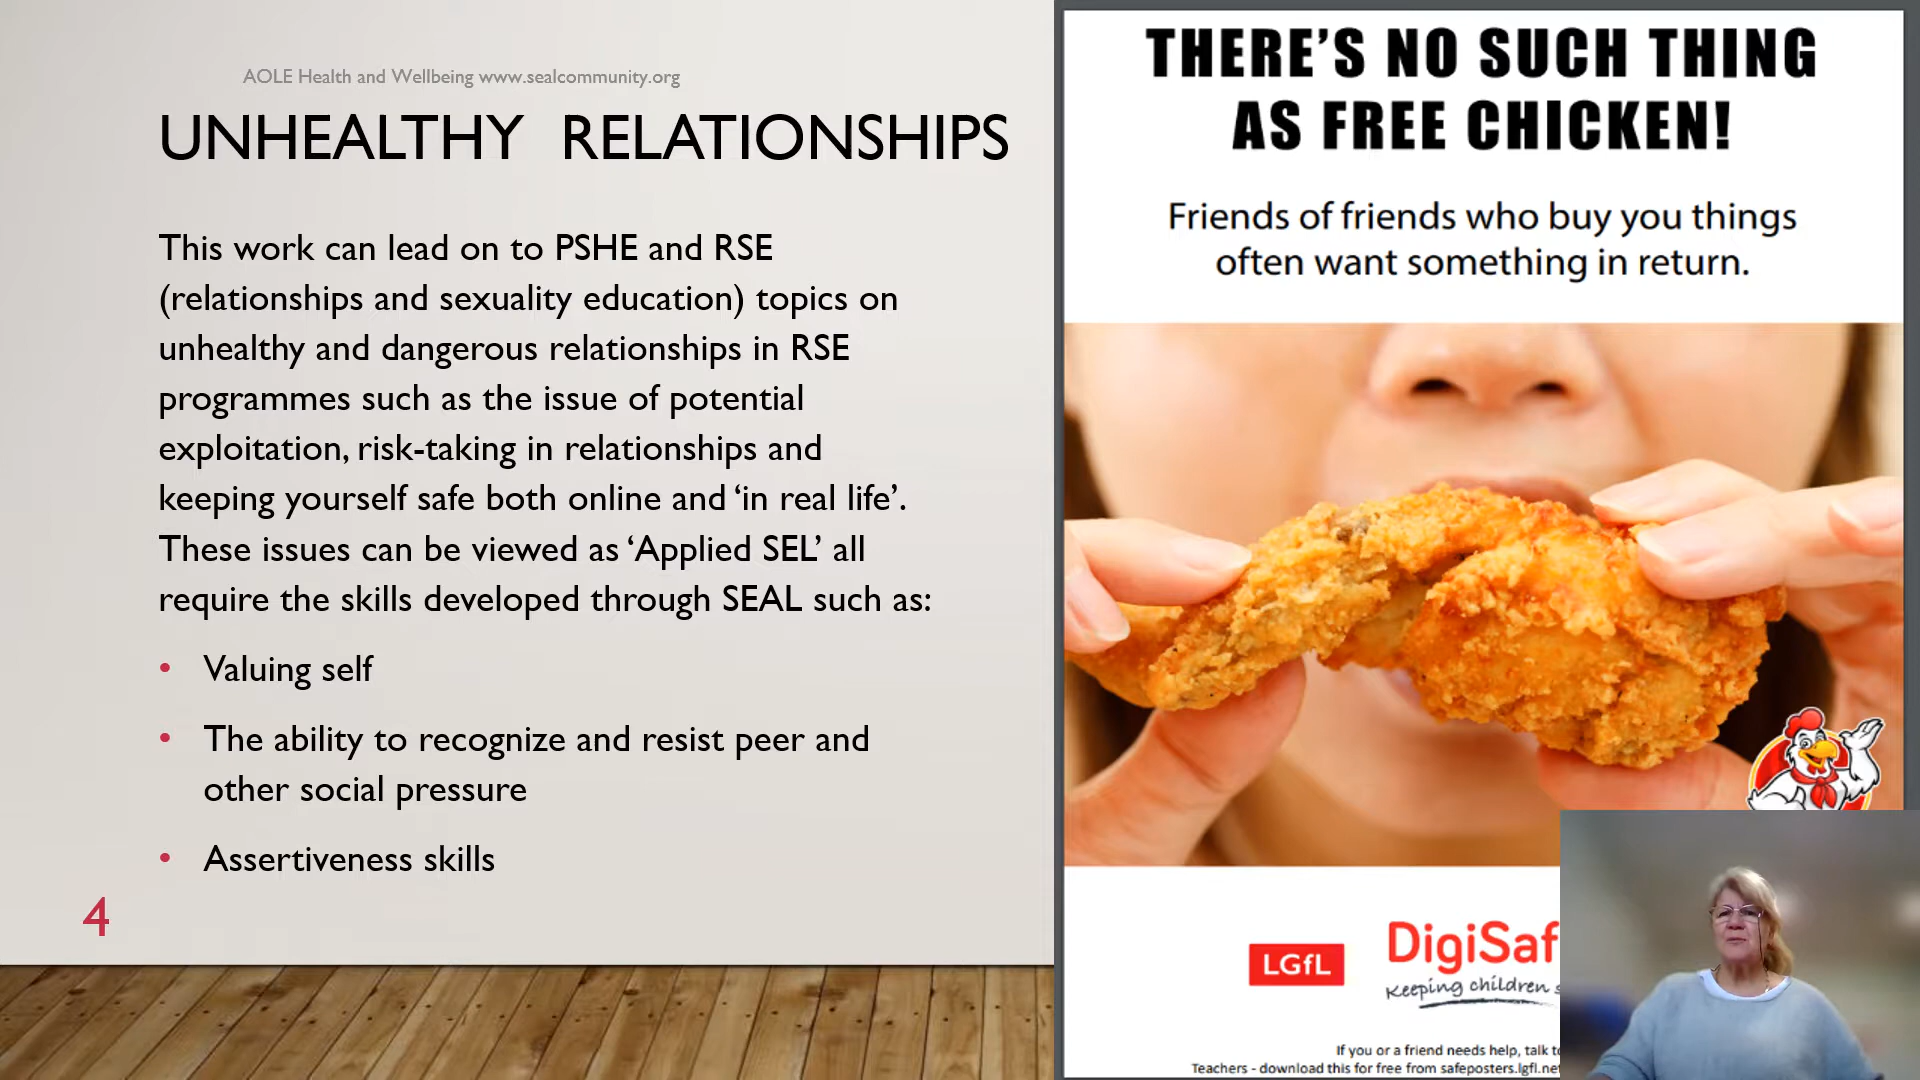 AOLE Health and Wellbeing www.sealcommunity.org
UNHEALTHY RELATIONSHIPS
This work can lead on to PSHE and RSE
(relationships and sexuality education) topics on
unhealthy and dangerous relationships in RSE
programmes such as the issue of potential
exploitation, risk-taking in relationships and
keeping yourself safe both online and ‘in real life’.
These issues can be viewed as ‘Applied SEL’ all
require the skills developed through SEAL such as:
• Valuing self
• The ability to recognize and resist peer and
other social pressure
• Assertiveness skills
4
THERE’S NO SUCH THING
AS FREE CHICKEN!
Friends of friends who buy you things
often want something in return.
LGfL
DigiSaf
Keeping children
If you or a friend needs help, talk
Teachers - download this for free from safeposters.lgfl.net